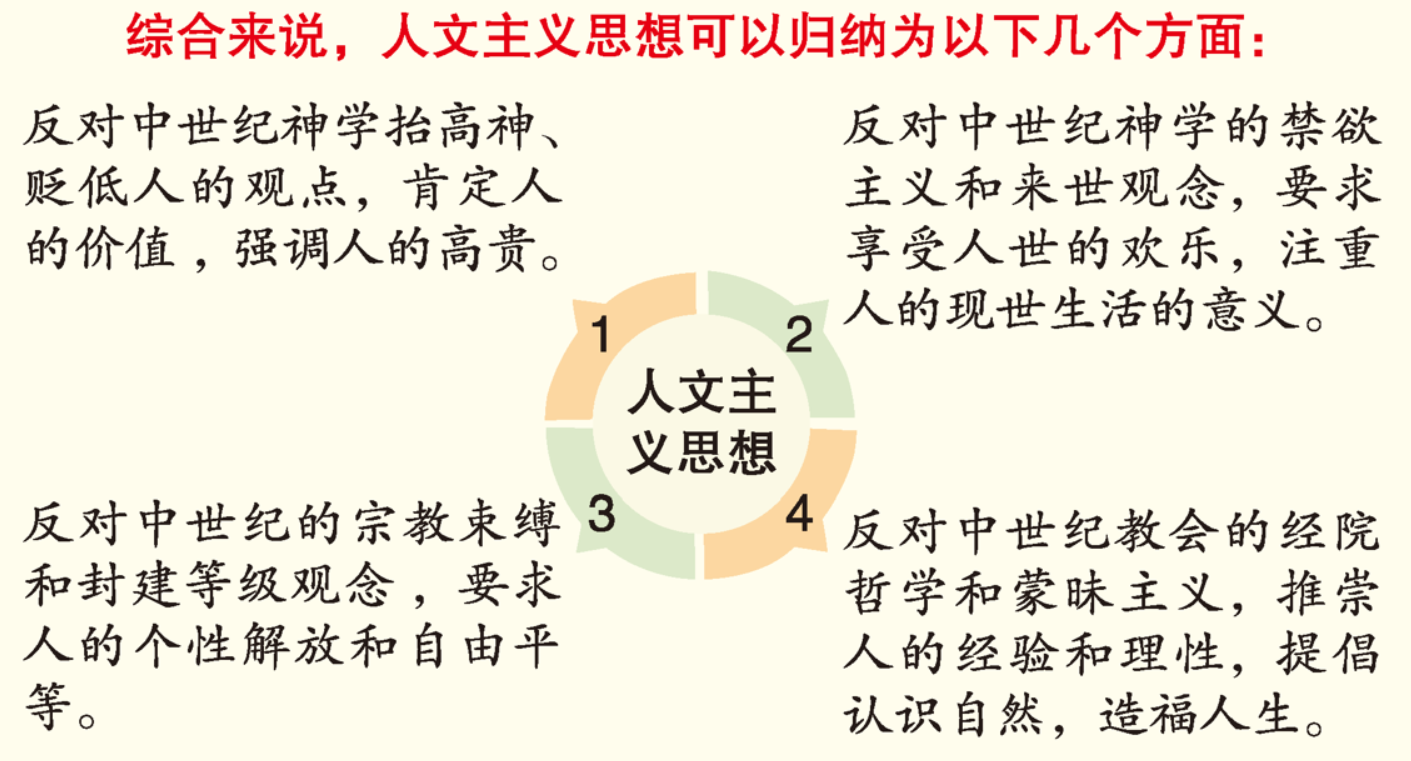 综合来说，人文主义思想可以归纳为以下几个方面：
反对中世纪神学抬高神、
贬低人的观点，肯定人
的价值，强调人的高贵。
反对中世纪神学的禁欲
主义和来世观念，要求
享受人世的欢乐，注重
人的现世生活的意义。
1
2
人文主
义思想
3
4
反对中世纪的宗教束缚
和封建等级观念，要求
人的个性解放和自由平
等。
反对中世纪教会的经院
哲学和蒙昧主义，推崇
人的经验和理性，提倡
认识自然，造福人生。